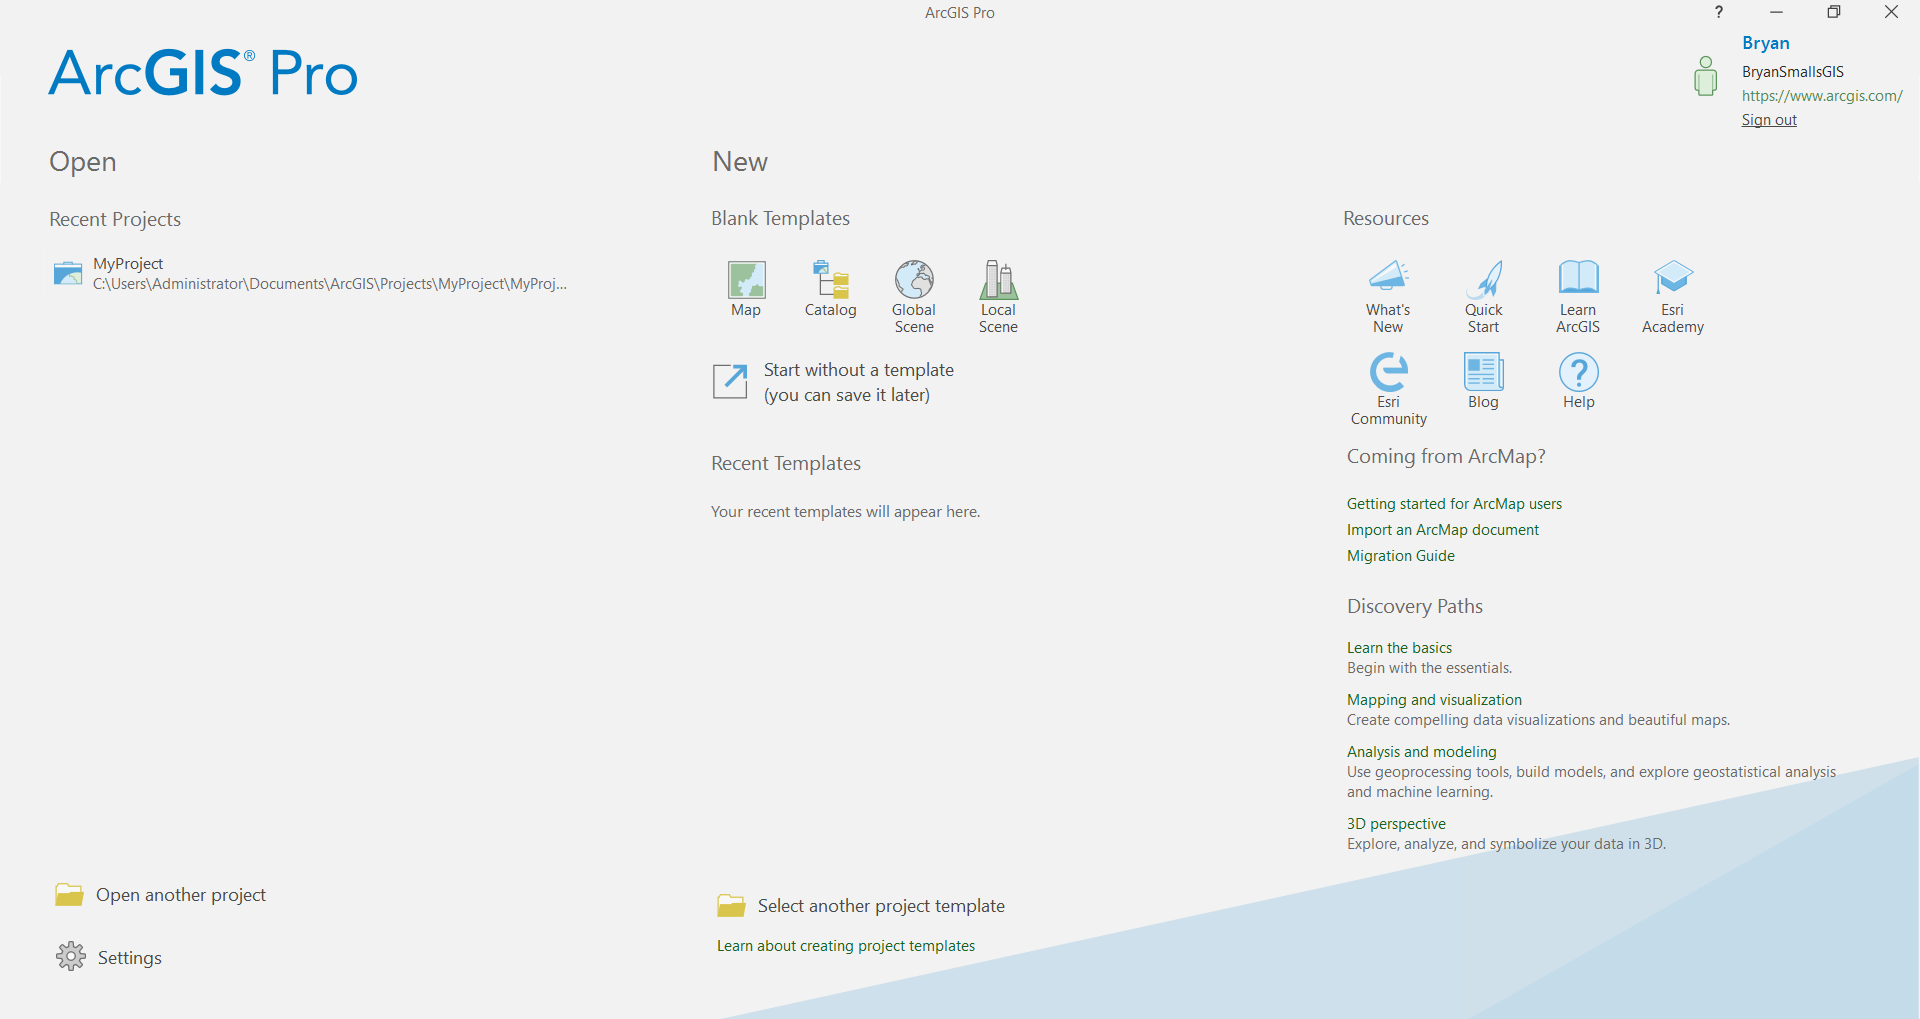 ArcGIS Pro
?
ArcGIS® Pro
Bryan
BryanSmallsGIS
https://www.arcgis.com/
Sign out
Open
Recent Projects
MyProject
C:\Users\Administrator\Documents\ArcGIS\Projects\MyProject\MyProj...
Open another project
Settings
New
Blank Templates
Map
Catalog
Global
Scene
Local
Scene
Start without a template
(you can save it later)
Recent Templates
Your recent templates will appear here.
Select another project template
Learn about creating project templates
Resources
What's
New
Quick
Start
Learn
ArcGIS
Esri
Academy
Esri
Community
Blog
?
Help
Coming from ArcMap?
Getting started for ArcMap users
Import an ArcMap document
Migration Guide
Discovery Paths
Learn the basics
Begin with the essentials.
Mapping and visualization
Create compelling data visualizations and beautiful maps.
Analysis and modeling
Use geoprocessing tools, build models, and explore geostatistical analysis
and machine learning.
3D perspective
Explore, analyze, and symbolize your data in 3D.